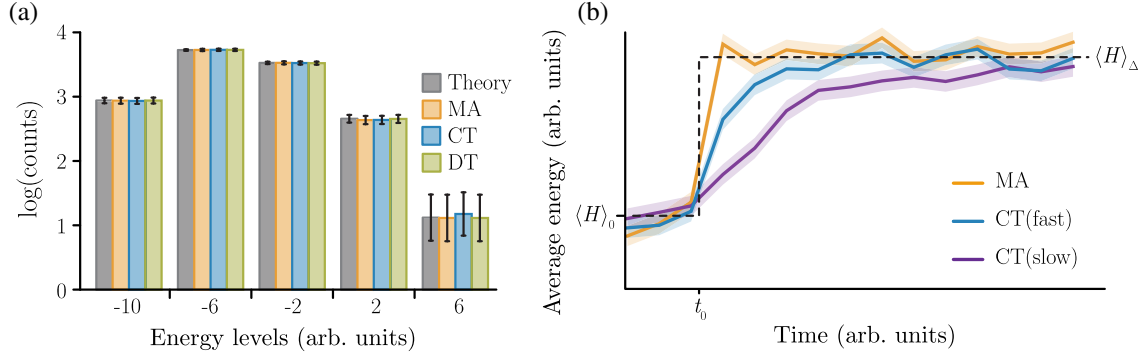 (a)
4
3
2
1
0
log(counts)
Theory
MA
CT
DT
-10
-6
-2
2
6
Energy levels (arb. units)
(b)
Average energy (arb. units)
⟨H⟩₀
⟨H⟩Δ
MA
CT(fast)
CT(slow)
t₀
Time (arb. units)